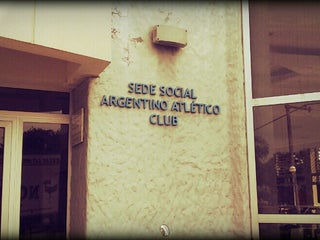 SEDE SOCIAL
ARGENTINO ATLÉTICO
CLUB